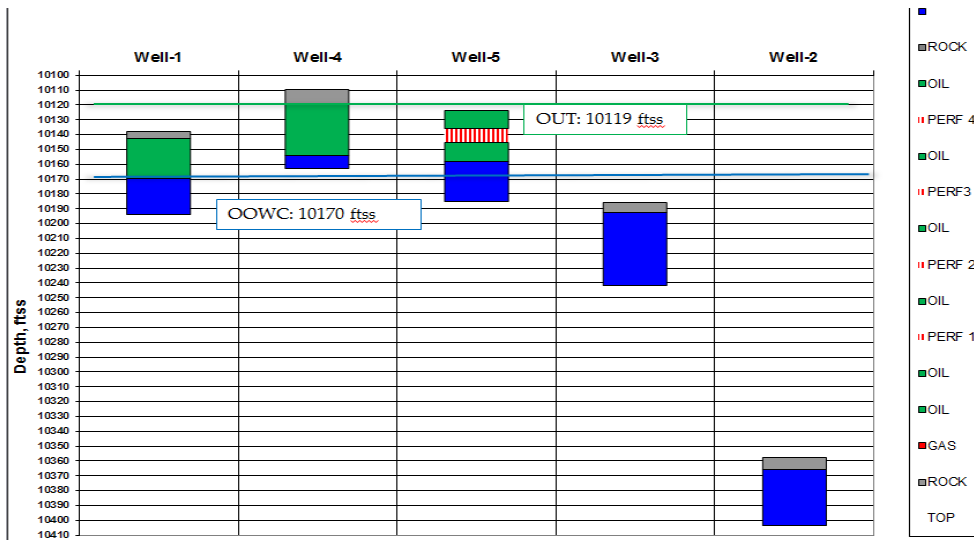 Well-1 Well-4 Well-5 Well-3 Well-2
Depth, ftss
10100
10110
10120
10130
10140
10150
10160
10170
10180
10190
10200
10210
10220
10230
10240
10250
10260
10270
10280
10290
10300
10310
10320
10330
10340
10350
10360
10370
10380
10390
10400
10410
OUT: 10119 ftss
OOWC: 10170 ftss
ROCK
OIL
PERF 4
OIL
PERF3
OIL
PERF 2
OIL
PERF 1
OIL
OIL
GAS
ROCK
TOP